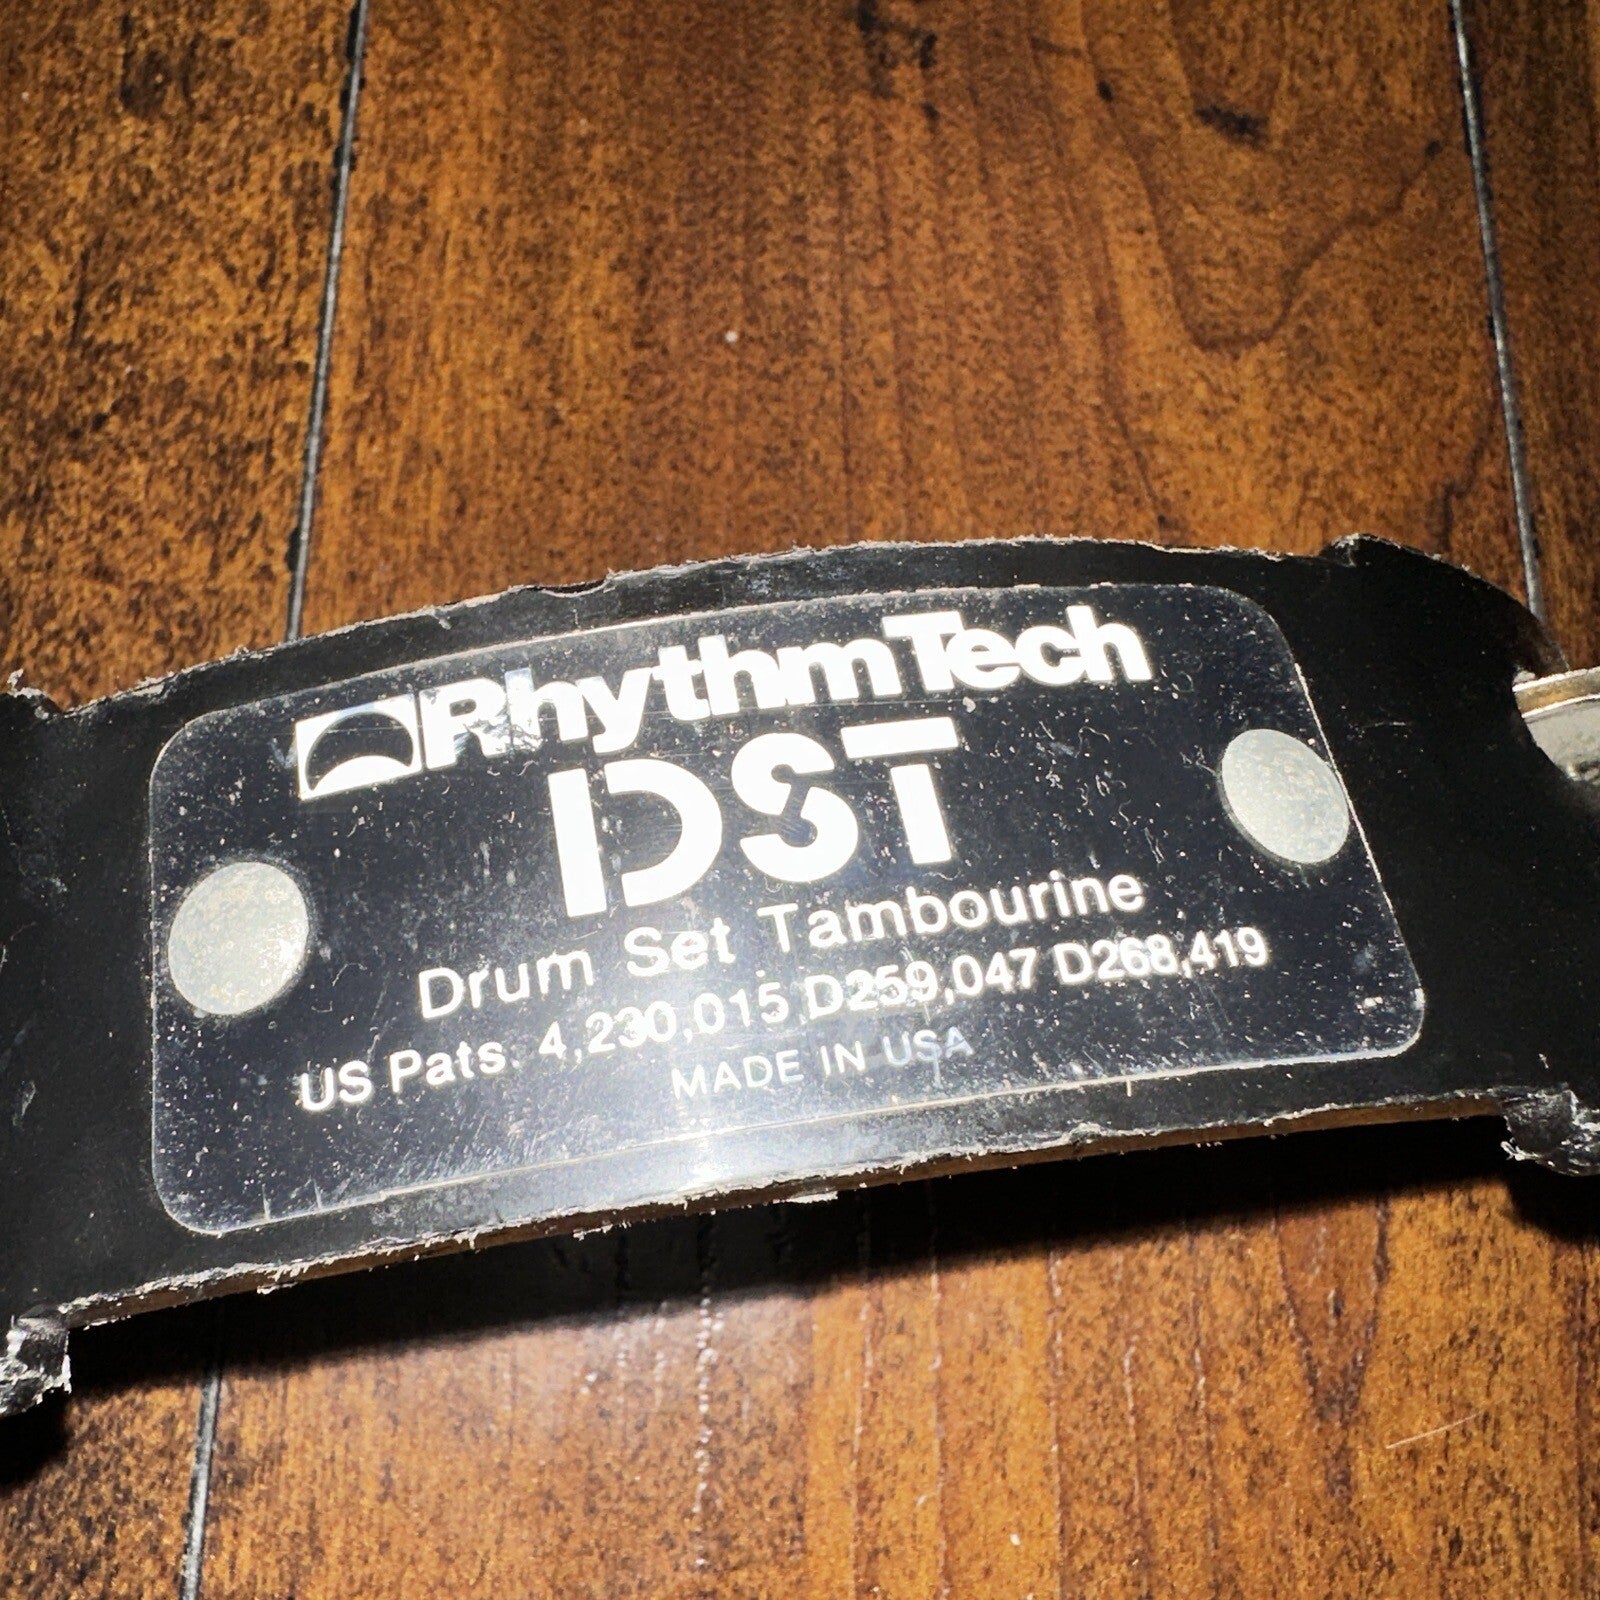 RhythmTech
DST
Drum Set Tambourine
US Pats. 4,230,015 D259,047 D268,419
MADE IN USA